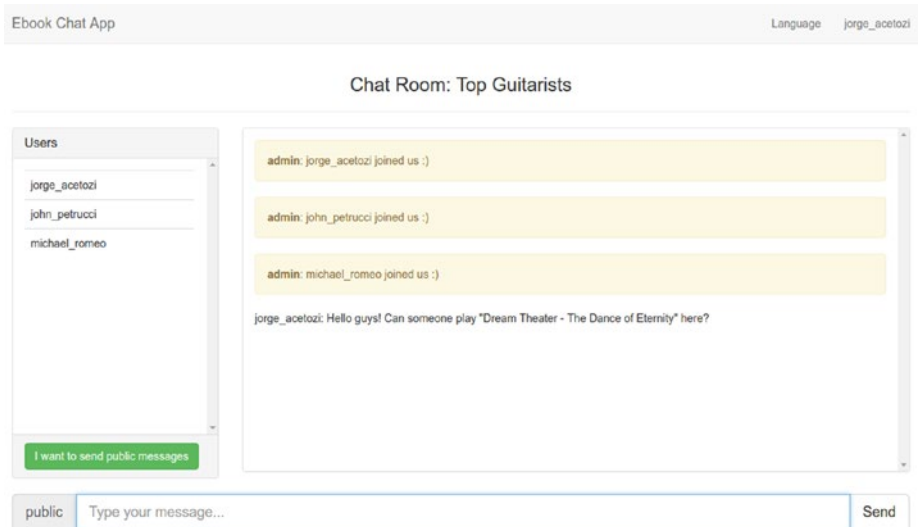 Ebook Chat App
Language
jorge_acetozi
Chat Room: Top Guitarists
Users
jorge_acetozi
john_petrucci
michael_romeo
I want to send public messages
admin: jorge_acetozi joined us :)
admin: john_petrucci joined us :)
admin: michael_romeo joined us :)
jorge_acetozi: Hello guys! Can someone play "Dream Theater - The Dance of Eternity" here?
public
Type your message...
Send